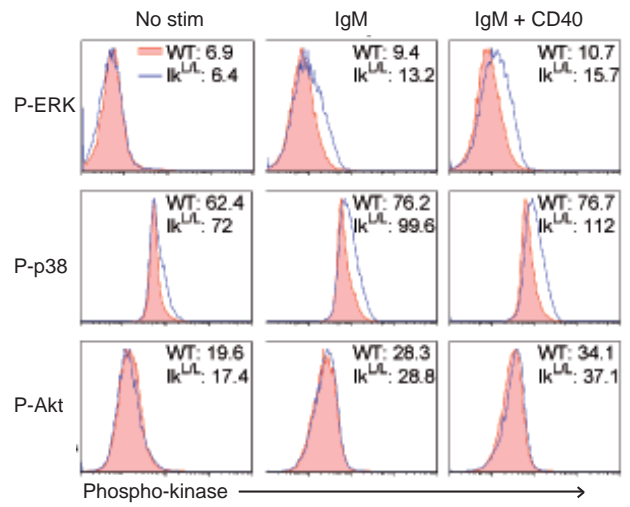 No stim IgM IgM + CD40
P-ERK
WT: 6.9
Ik^L/L: 6.4
WT: 9.4
Ik^L/L: 13.2
WT: 10.7
Ik^L/L: 15.7
P-p38
WT: 62.4
Ik^L/L: 72
WT: 76.2
Ik^L/L: 99.6
WT: 76.7
Ik^L/L: 112
P-Akt
WT: 19.6
Ik^L/L: 17.4
WT: 28.3
Ik^L/L: 28.8
WT: 34.1
Ik^L/L: 37.1
Phospho-kinase